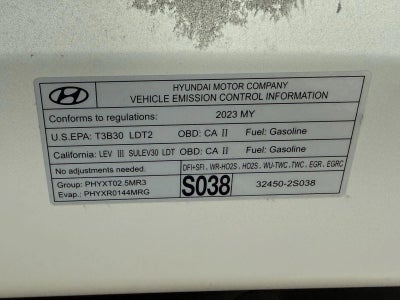 HYUNDAI MOTOR COMPANY
VEHICLE EMISSION CONTROL INFORMATION
Conforms to regulations: 2023 MY
U.S.EPA: T3B30 LDT2 OBD: CA II Fuel: Gasoline
California: LEV III SULEV30 LDT OBD: CA II Fuel: Gasoline
No adjustments needed. DFI+SFI, WR-HO2S, HO2S, WU-TWC, TWC, EGR, EGRC
Group: PHYXT02.5MR3
Evap.: PHYXR0144MRG
S038
32450-2S038